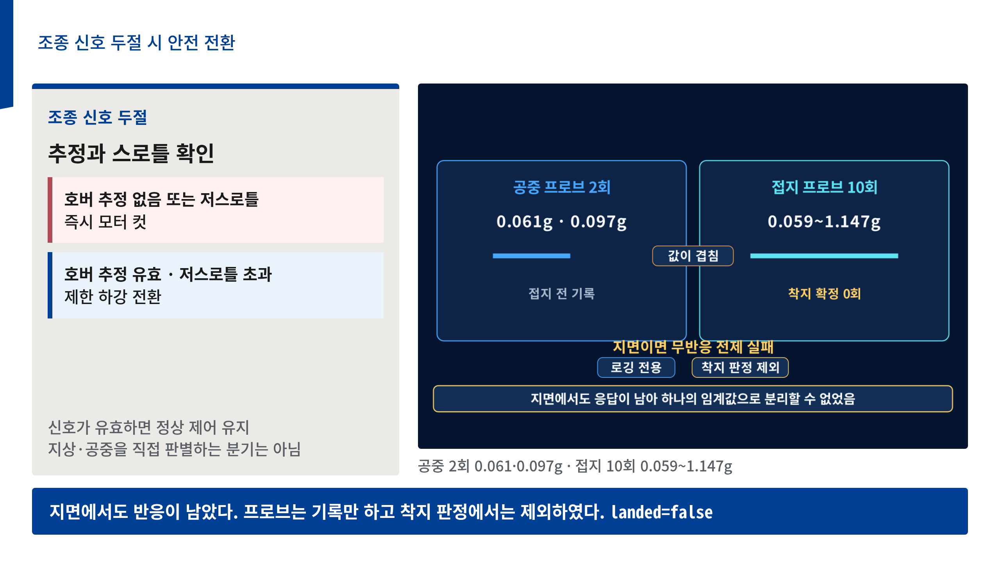 조종 신호 두절 시 안전 전환
조종 신호 두절
추정과 스로틀 확인
호버 추정 없음 또는 저스로틀
즉시 모터 컷
호버 추정 유효 · 저스로틀 초과
제한 하강 전환
신호가 유효하면 정상 제어 유지
지상·공중을 직접 판별하는 분기는 아님
공중 프로브 2회
0.061g · 0.097g
접지 전 기록
값이 겹침
접지 프로브 10회
0.059~1.147g
착지 확정 0회
지면이면 무반응 전제 실패
로깅 전용
착지 판정 제외
지면에서도 응답이 남아 하나의 임계값으로 분리할 수 없었음
공중 2회 0.061·0.097g · 접지 10회 0.059~1.147g
지면에서도 반응이 남았다. 프로브는 기록만 하고 착지 판정에서는 제외하였다. landed=false